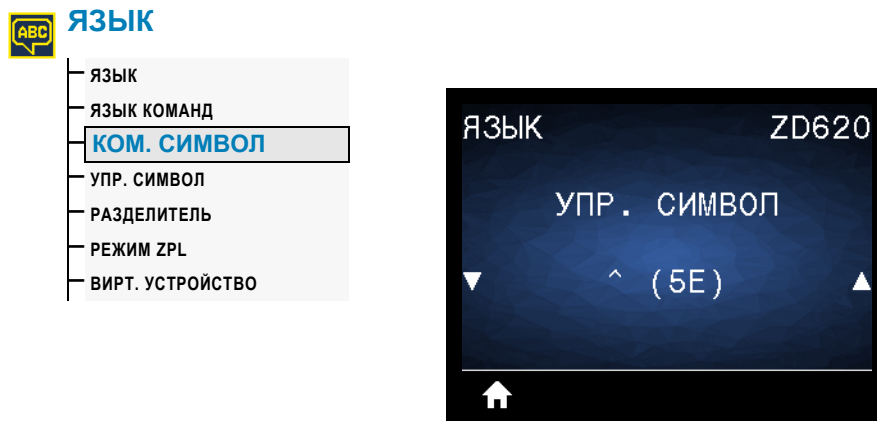 ABC
ЯЗЫК
ЯЗЫК
ЯЗЫК КОМАНД
КОМ. СИМВОЛ
УПР. СИМВОЛ
РАЗДЕЛИТЕЛЬ
РЕЖИМ ZPL
ВИРТ. УСТРОЙСТВО
ЯЗЫК ZD620
УПР. СИМВОЛ
^ (5E)